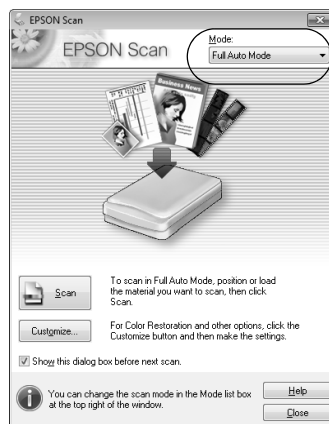 EPSON Scan
EPSON Scan
Mode:
Full Auto Mode
Business News
Scan
To scan in Full Auto Mode, position or load
the material you want to scan, then click
Scan.
Customize...
For Color Restoration and other options, click the
Customize button and then make the settings.
Show this dialog box before next scan.
You can change the scan mode in the Mode list box
at the top right of the window.
Help
Close